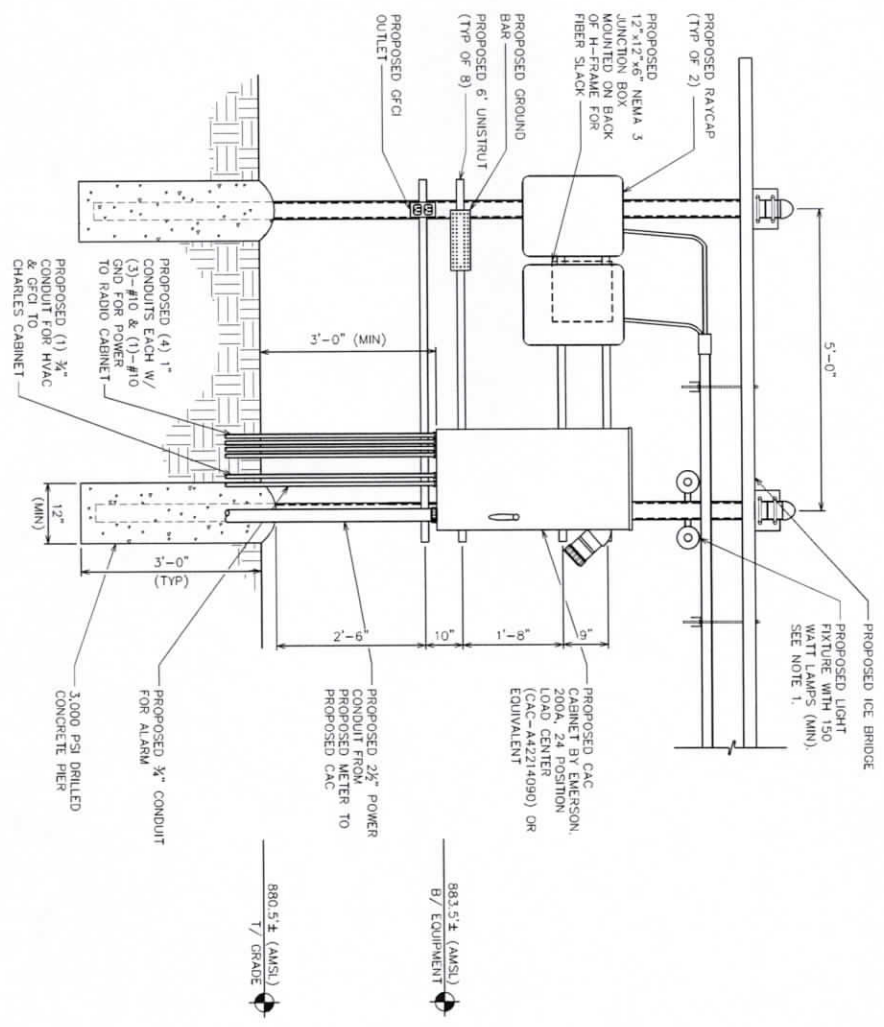 PROPOSED RAYCAP
(TYP OF 2)
PROPOSED
12"x12"x6" NEMA 3
JUNCTION BOX
MOUNTED ON BACK
OF H-FRAME FOR
FIBER SLACK
PROPOSED GROUND
BAR
PROPOSED 6' UNISTRUT
(TYP OF 8)
PROPOSED GFCI
OUTLET
5'-0"
3'-0" (MIN)
PROPOSED (4) 1"
CONDUITS EACH W/
(3)-#10 & (1)-#10
GND FOR POWER
TO RADIO CABINET
PROPOSED (1) ¾"
CONDUIT FOR HVAC
& GFCI TO
CHARLES CABINET
12"
(MIN)
3'-0"
(TYP)
2'-6"
10"
1'-8"
9"
PROPOSED ICE BRIDGE
PROPOSED LIGHT
FIXTURE WITH 150
WATT LAMPS (MIN).
SEE NOTE 1.
PROPOSED CAC
CABINET BY EMERSON.
200A, 24 POSITION
LOAD CENTER
(CAC-A42214090) OR
EQUIVALENT
PROPOSED 2½" POWER
CONDUIT FROM
PROPOSED METER TO
PROPOSED CAC
PROPOSED ¾" CONDUIT
FOR ALARM
3,000 PSI DRILLED
CONCRETE PIER
883.5'± (AMSL)
B/ EQUIPMENT
880.5'± (AMSL)
T/ GRADE